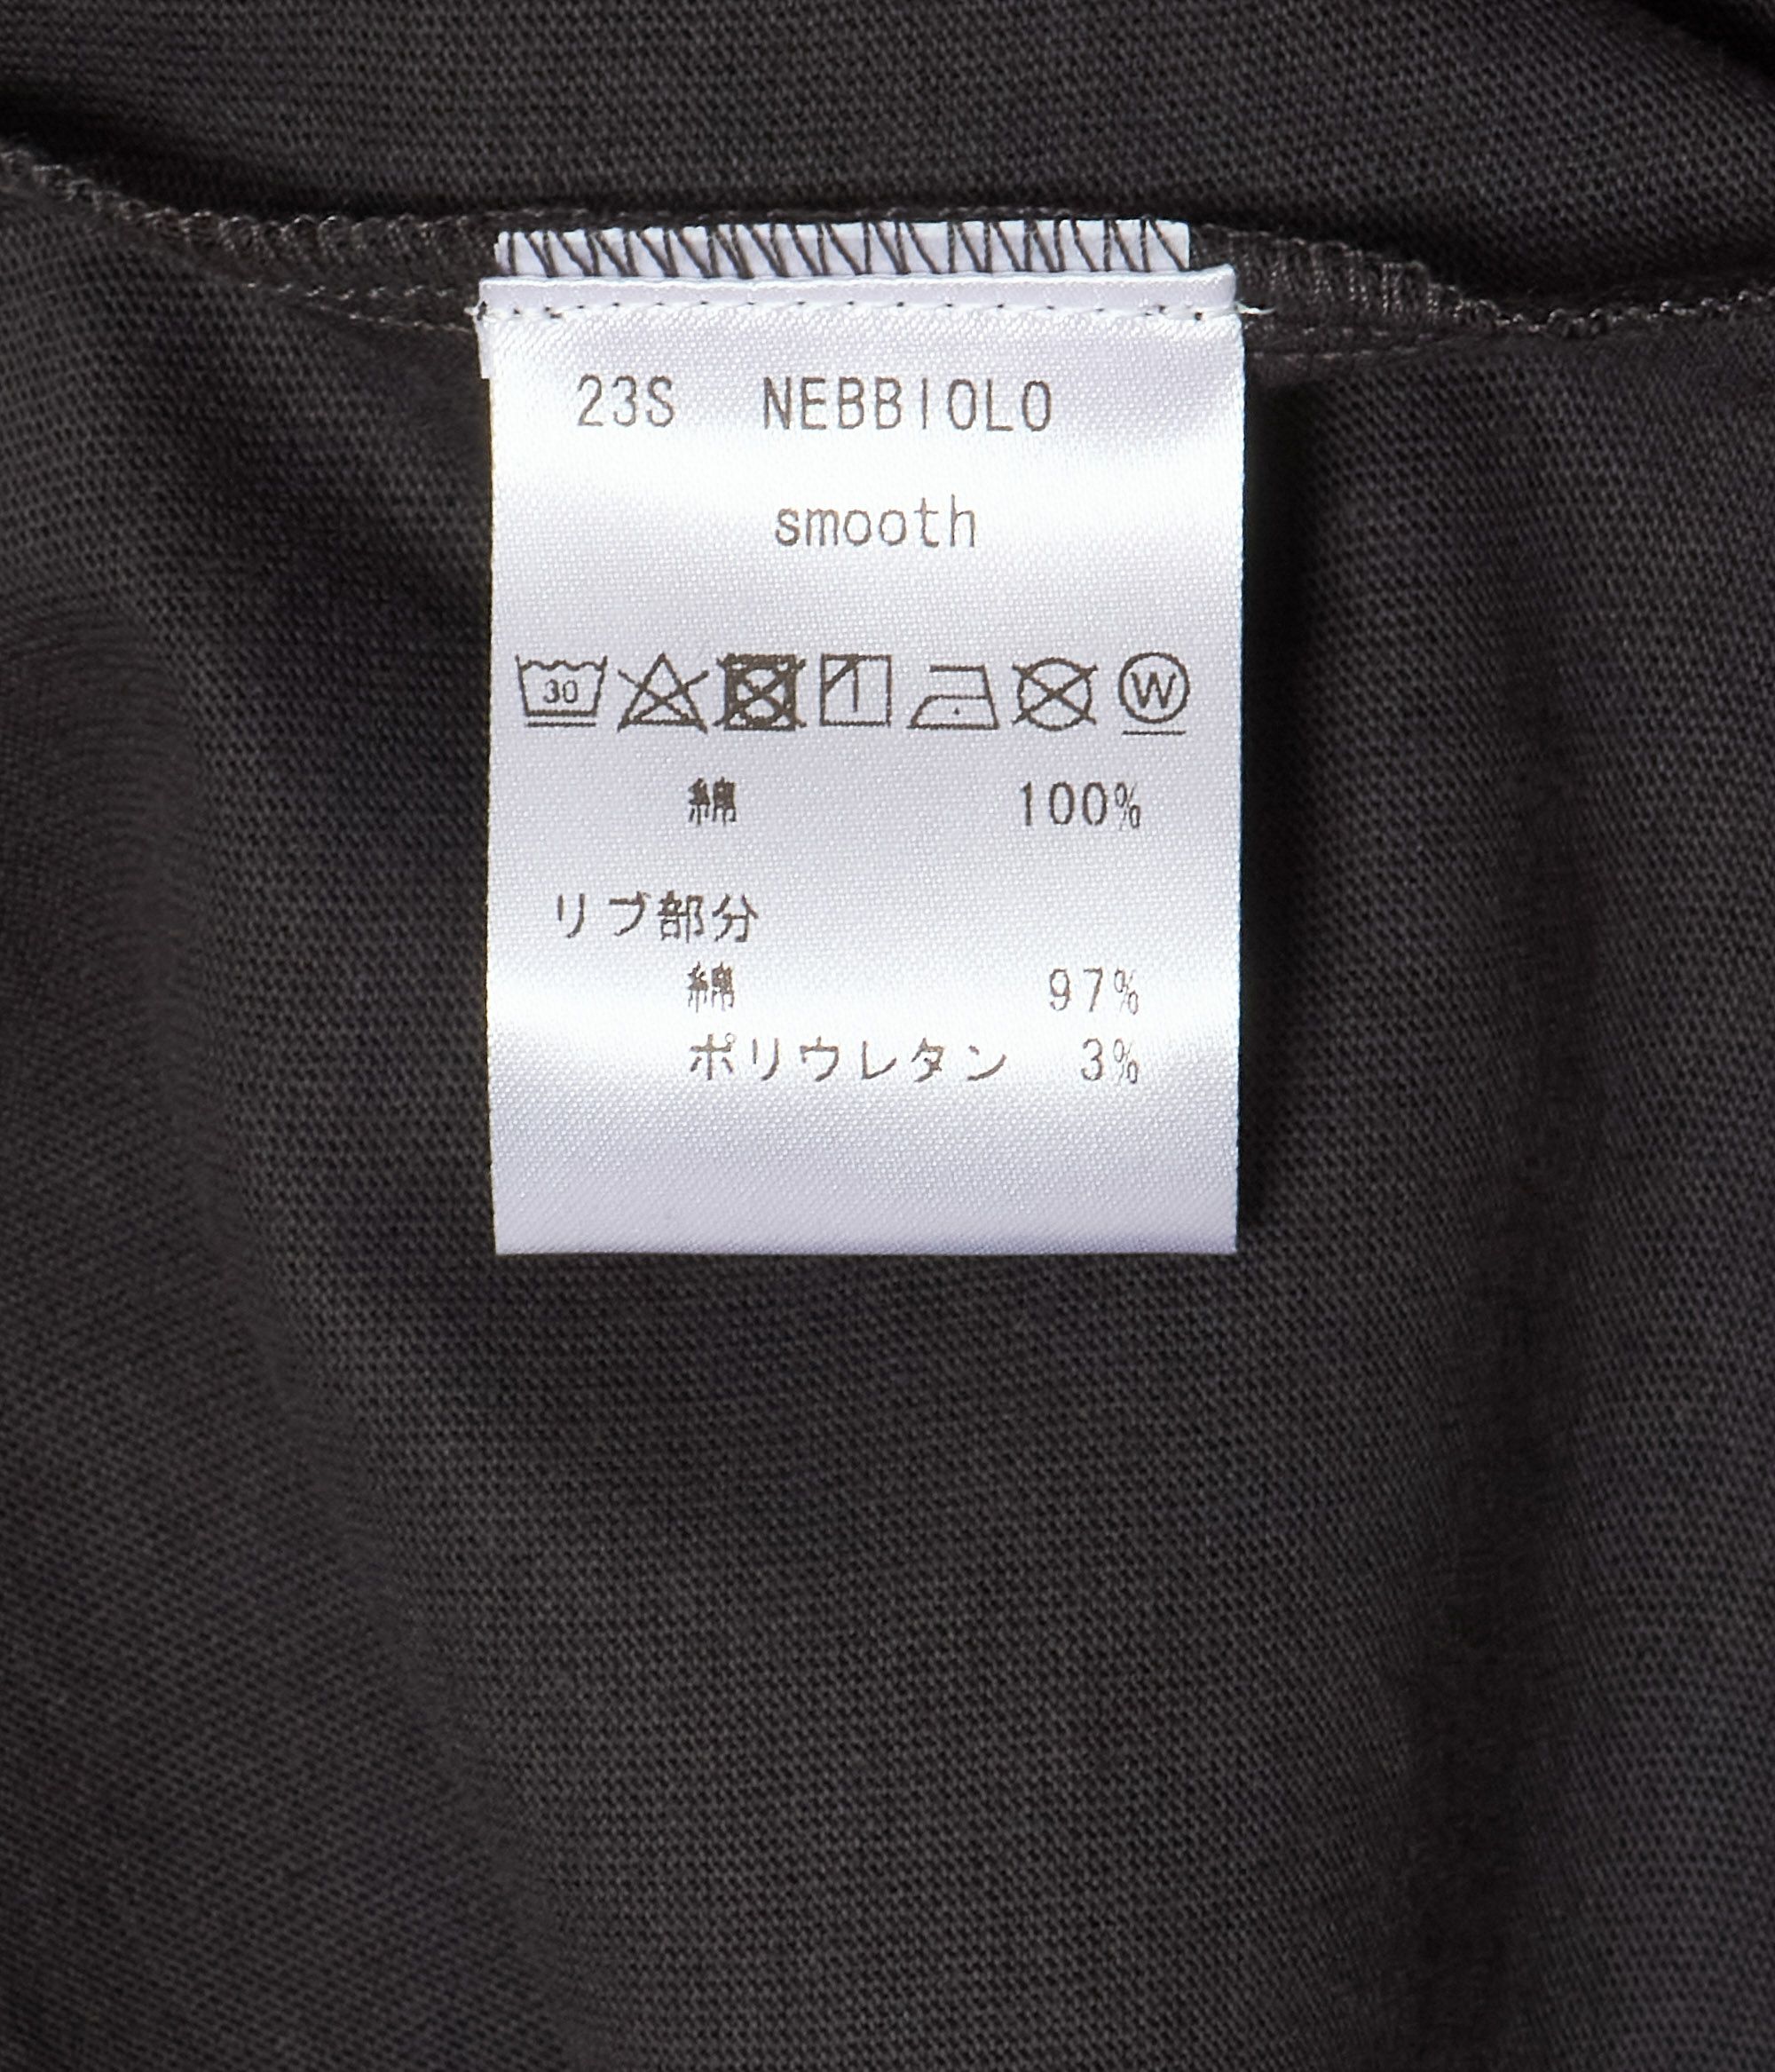 23S NEBBIOLO
smooth
30 W
綿 100%
リブ部分
綿 97%
ポリウレタン 3%